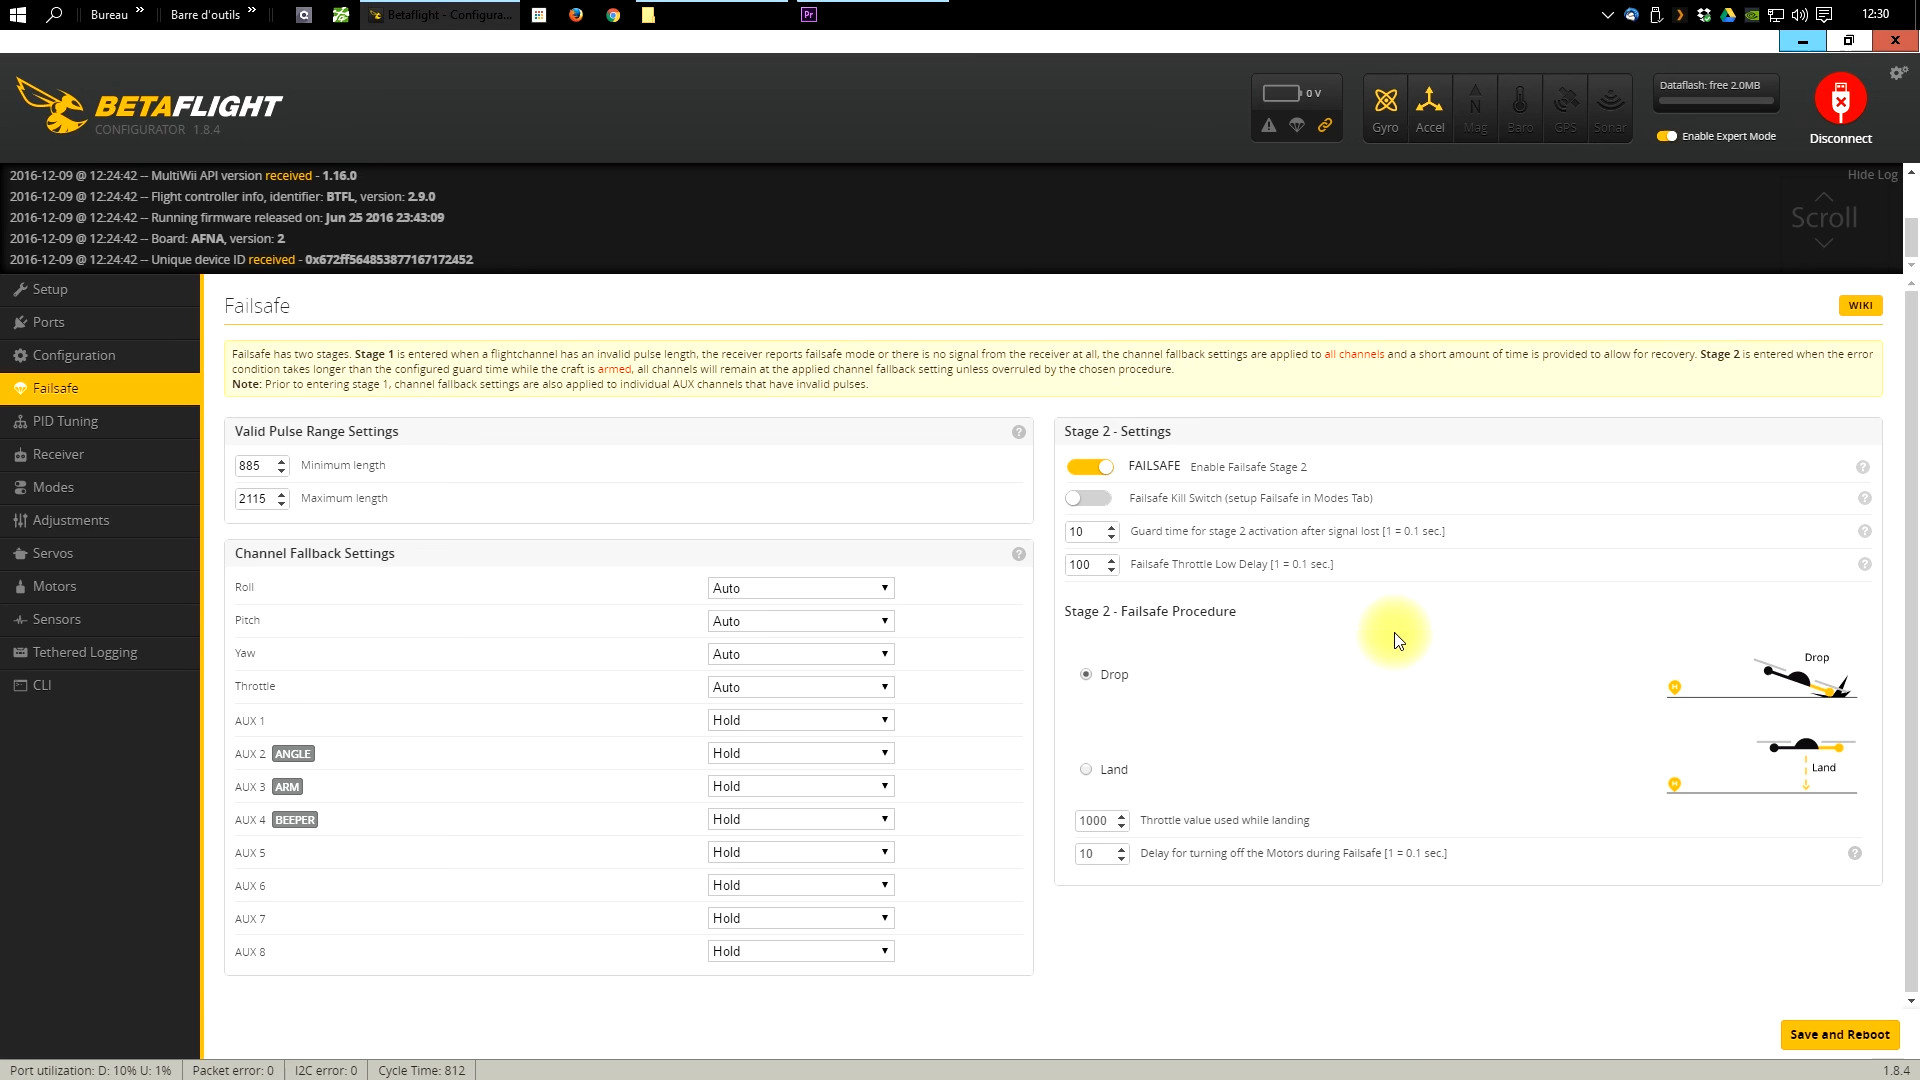 Bureau »
Barre d'outils »
Betaflight - Configura...
Pr
12:30
BETAFLIGHT
CONFIGURATOR 1.8.4
0 V
Gyro
Accel
Mag
Baro
GPS
Sonar
Dataflash: free 2.0MB
Enable Expert Mode
Disconnect
2016-12-09 @ 12:24:42 -- MultiWii API version received - 1.16.0
Hide Log
2016-12-09 @ 12:24:42 -- Flight controller info, identifier: BTFL, version: 2.9.0
2016-12-09 @ 12:24:42 -- Running firmware released on: Jun 25 2016 23:43:09
Scroll
2016-12-09 @ 12:24:42 -- Board: AFNA, version: 2
2016-12-09 @ 12:24:42 -- Unique device ID received - 0x672ff564853877167172452
Setup
Ports
Configuration
Failsafe
PID Tuning
Receiver
Modes
Adjustments
Servos
Motors
Sensors
Tethered Logging
CLI
Failsafe
WIKI
Failsafe has two stages. Stage 1 is entered when a flightchannel has an invalid pulse length, the receiver reports failsafe mode or there is no signal from the receiver at all, the channel fallback settings are applied to all channels and a short amount of time is provided to allow for recovery. Stage 2 is entered when the error
condition takes longer than the configured guard time while the craft is armed, all channels will remain at the applied channel fallback setting unless overruled by the chosen procedure.
Note: Prior to entering stage 1, channel fallback settings are also applied to individual AUX channels that have invalid pulses.
Valid Pulse Range Settings
885 Minimum length
2115 Maximum length
Channel Fallback Settings
Roll Auto
Pitch Auto
Yaw Auto
Throttle Auto
AUX 1 Hold
AUX 2 ANGLE Hold
AUX 3 ARM Hold
AUX 4 BEEPER Hold
AUX 5 Hold
AUX 6 Hold
AUX 7 Hold
AUX 8 Hold
Stage 2 - Settings
FAILSAFE Enable Failsafe Stage 2
Failsafe Kill Switch (setup Failsafe in Modes Tab)
10 Guard time for stage 2 activation after signal lost [1 = 0.1 sec.]
100 Failsafe Throttle Low Delay [1 = 0.1 sec.]
Stage 2 - Failsafe Procedure
Drop
Drop
Land
Land
1000 Throttle value used while landing
10 Delay for turning off the Motors during Failsafe [1 = 0.1 sec.]
Save and Reboot
Port utilization: D: 10% U: 1%
Packet error: 0
I2C error: 0
Cycle Time: 812
1.8.4